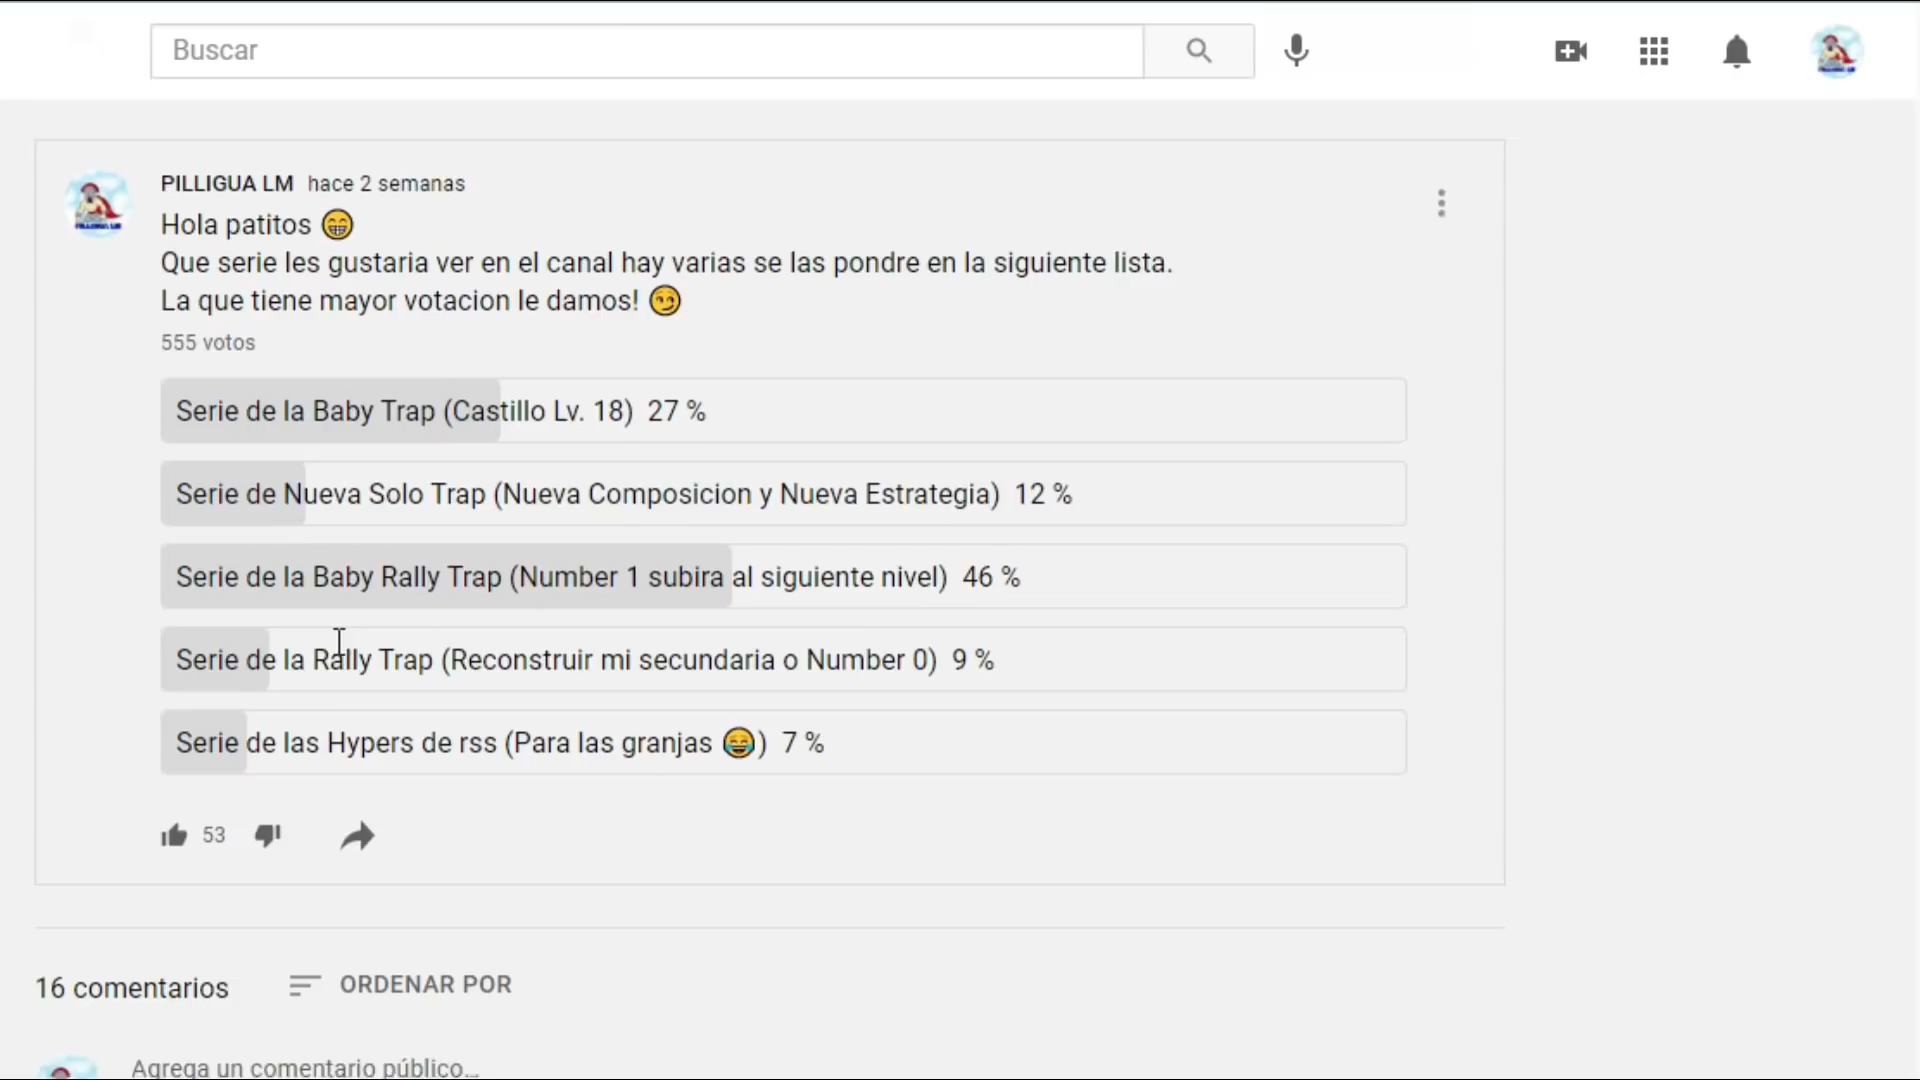 Buscar
PILLIGUA LM hace 2 semanas
Hola patitos 😁
Que serie les gustaria ver en el canal hay varias se las pondre en la siguiente lista.
La que tiene mayor votacion le damos! 😏
555 votos
Serie de la Baby Trap (Castillo Lv. 18) 27 %
Serie de Nueva Solo Trap (Nueva Composicion y Nueva Estrategia) 12 %
Serie de la Baby Rally Trap (Number 1 subira al siguiente nivel) 46 %
Serie de la Rally Trap (Reconstruir mi secundaria o Number 0) 9 %
Serie de las Hypers de rss (Para las granjas 😂) 7 %
53
16 comentarios ORDENAR POR
Agrega un comentario público...